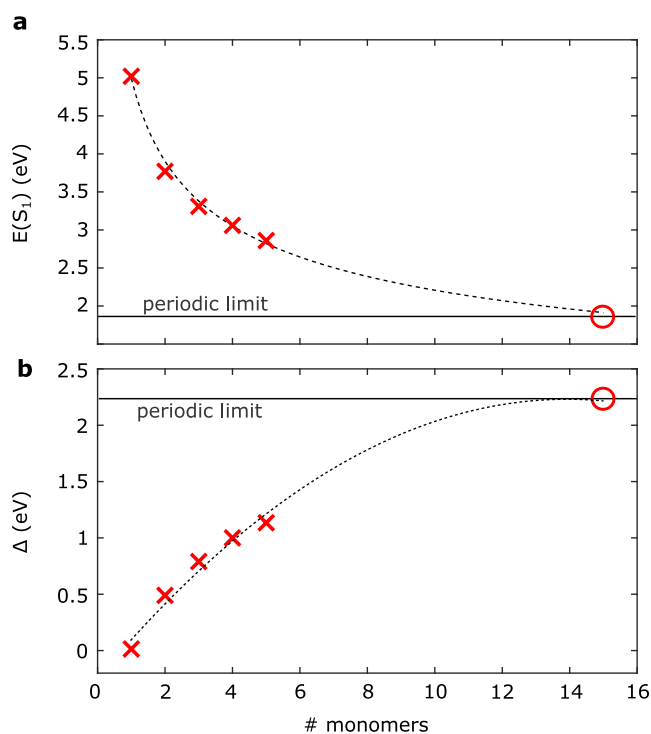 a
5.5
5
4.5
4
3.5
3
2.5
2
E(S₁) (eV)
periodic limit
b
2.5
2
1.5
1
0.5
0
Δ (eV)
periodic limit
0 2 4 6 8 10 12 14 16
# monomers